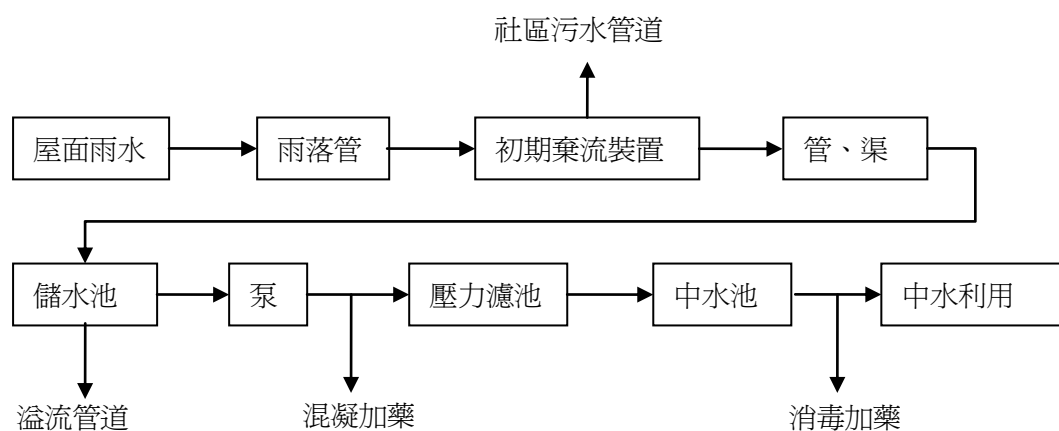 社區污水管道
屋面雨水
雨落管
初期棄流裝置
管、渠
儲水池
泵
壓力濾池
中水池
中水利用
溢流管道
混凝加藥
消毒加藥